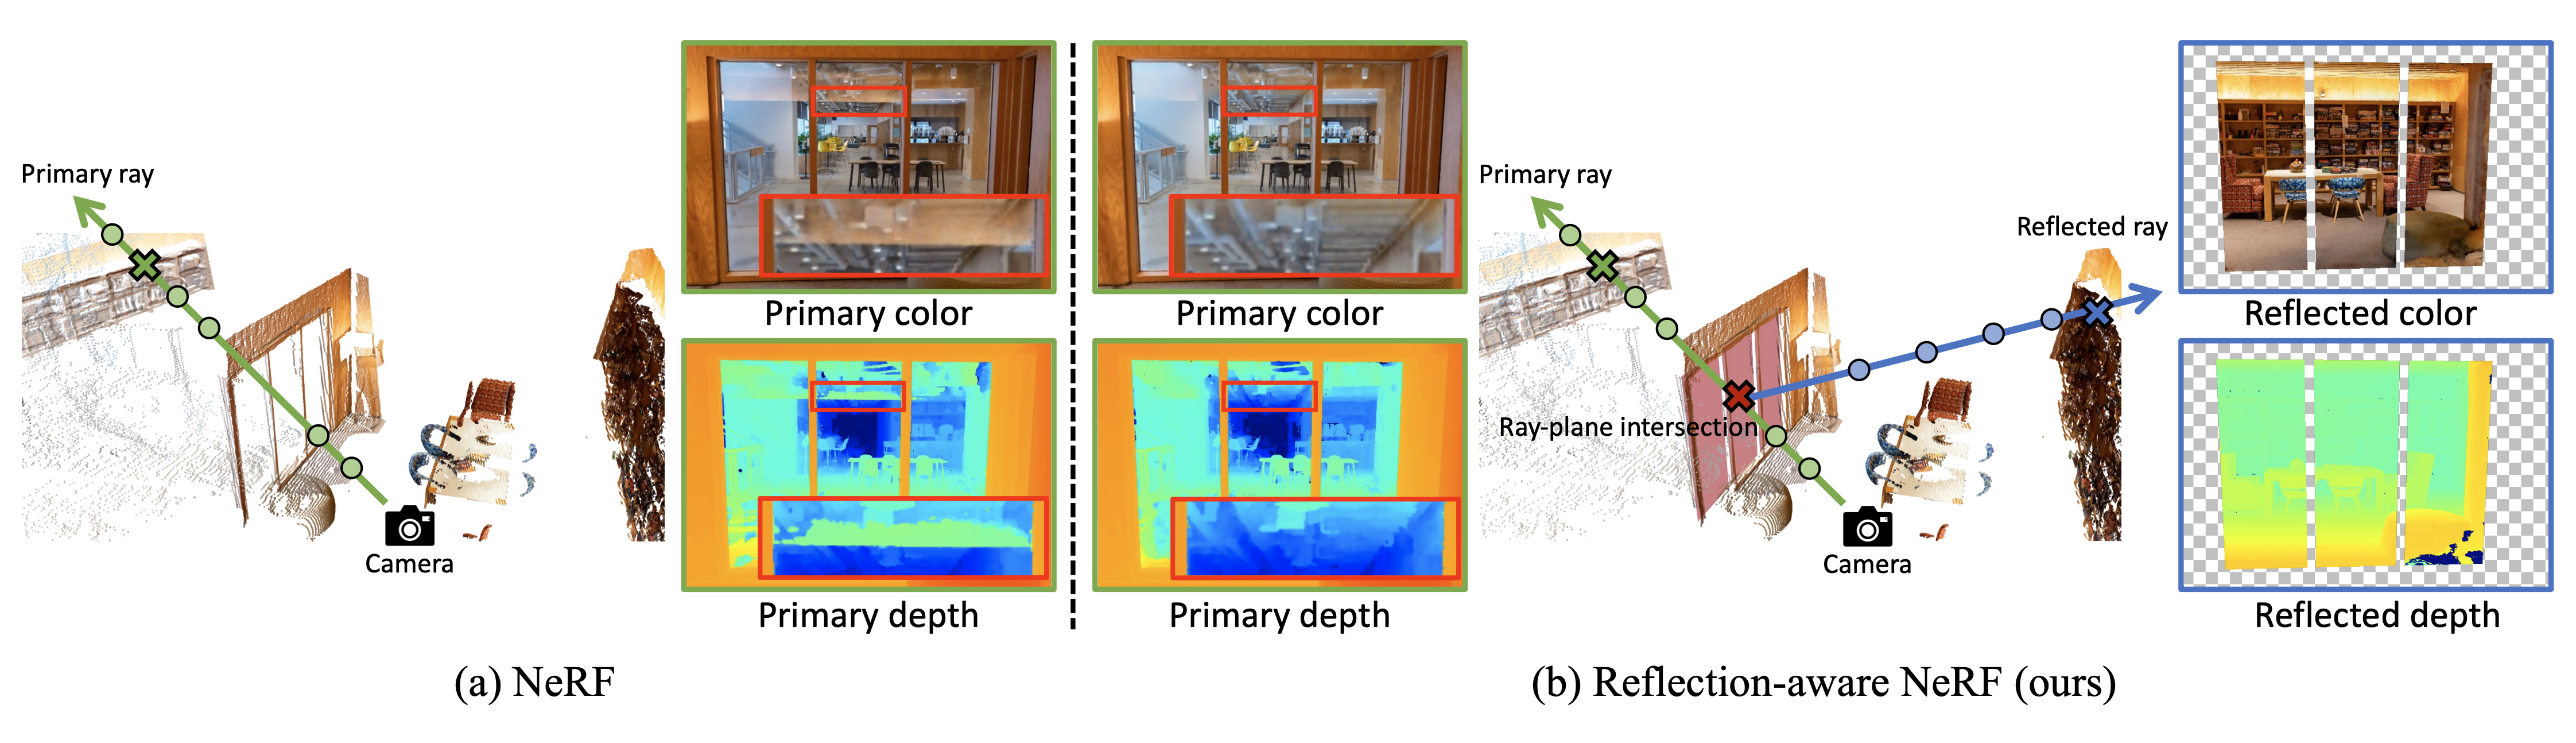 Primary ray
Camera
Primary color
Primary depth
(a) NeRF
Primary color
Primary depth
Primary ray
Ray-plane intersection
Camera
Reflected ray
Reflected color
Reflected depth
(b) Reflection-aware NeRF (ours)